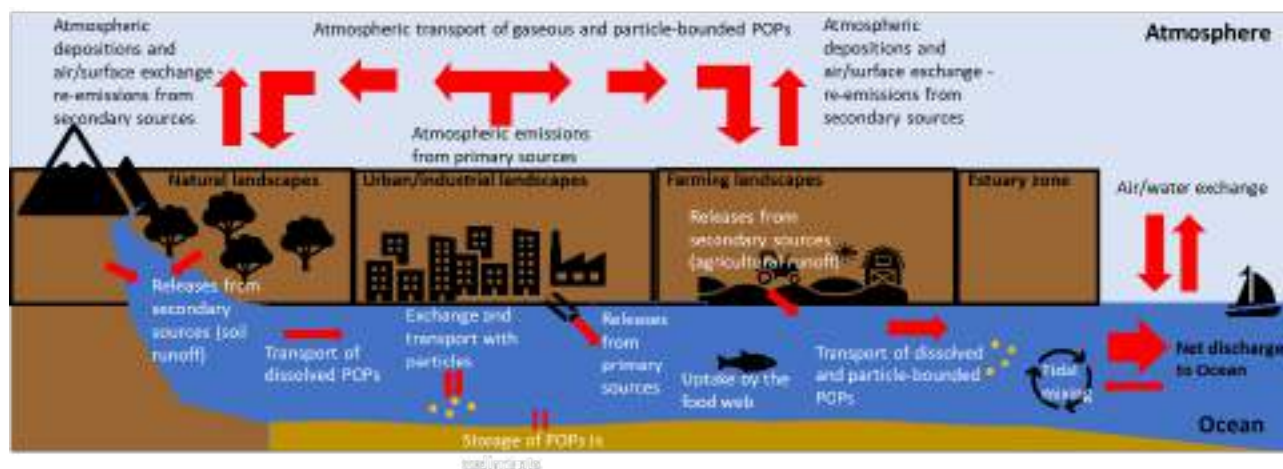 Atmospheric
depositions and
air/surface exchange -
re-emissions from
secondary sources
Atmospheric transport of gaseous and particle-bounded POPs
Atmospheric
depositions and
air/surface exchange -
re-emissions from
secondary sources
Atmosphere
Atmospheric emissions
from primary sources
Natural landscapes
Urban/industrial landscapes
Farming landscapes
Estuary zone
Air/water exchange
Releases from
secondary sources
(agricultural runoff)
Releases from
secondary
sources (soil
runoff)
Transport of
dissolved POPs
Exchange and
transport with
particles
Releases
from
primary
sources
Uptake by the
food web
Transport of dissolved
and particle-bounded
POPs
Tidal
mixing
Net discharge
to Ocean
Ocean
Storage of POPs in
sediments